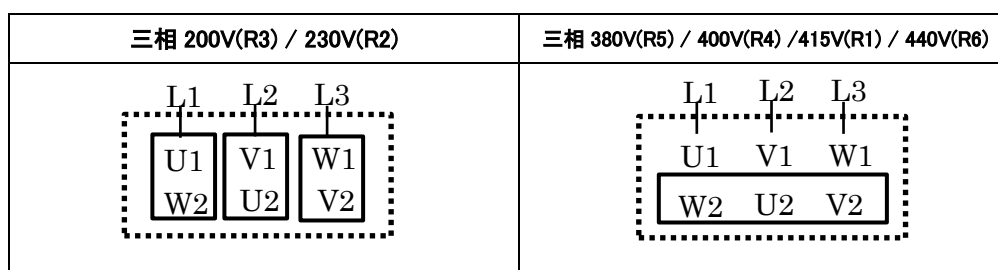 三相 200V(R3) / 230V(R2)
三相 380V(R5) / 400V(R4) /415V(R1) / 440V(R6)
L1 L2 L3
U1 V1 W1
W2 U2 V2
L1 L2 L3
U1 V1 W1
W2 U2 V2